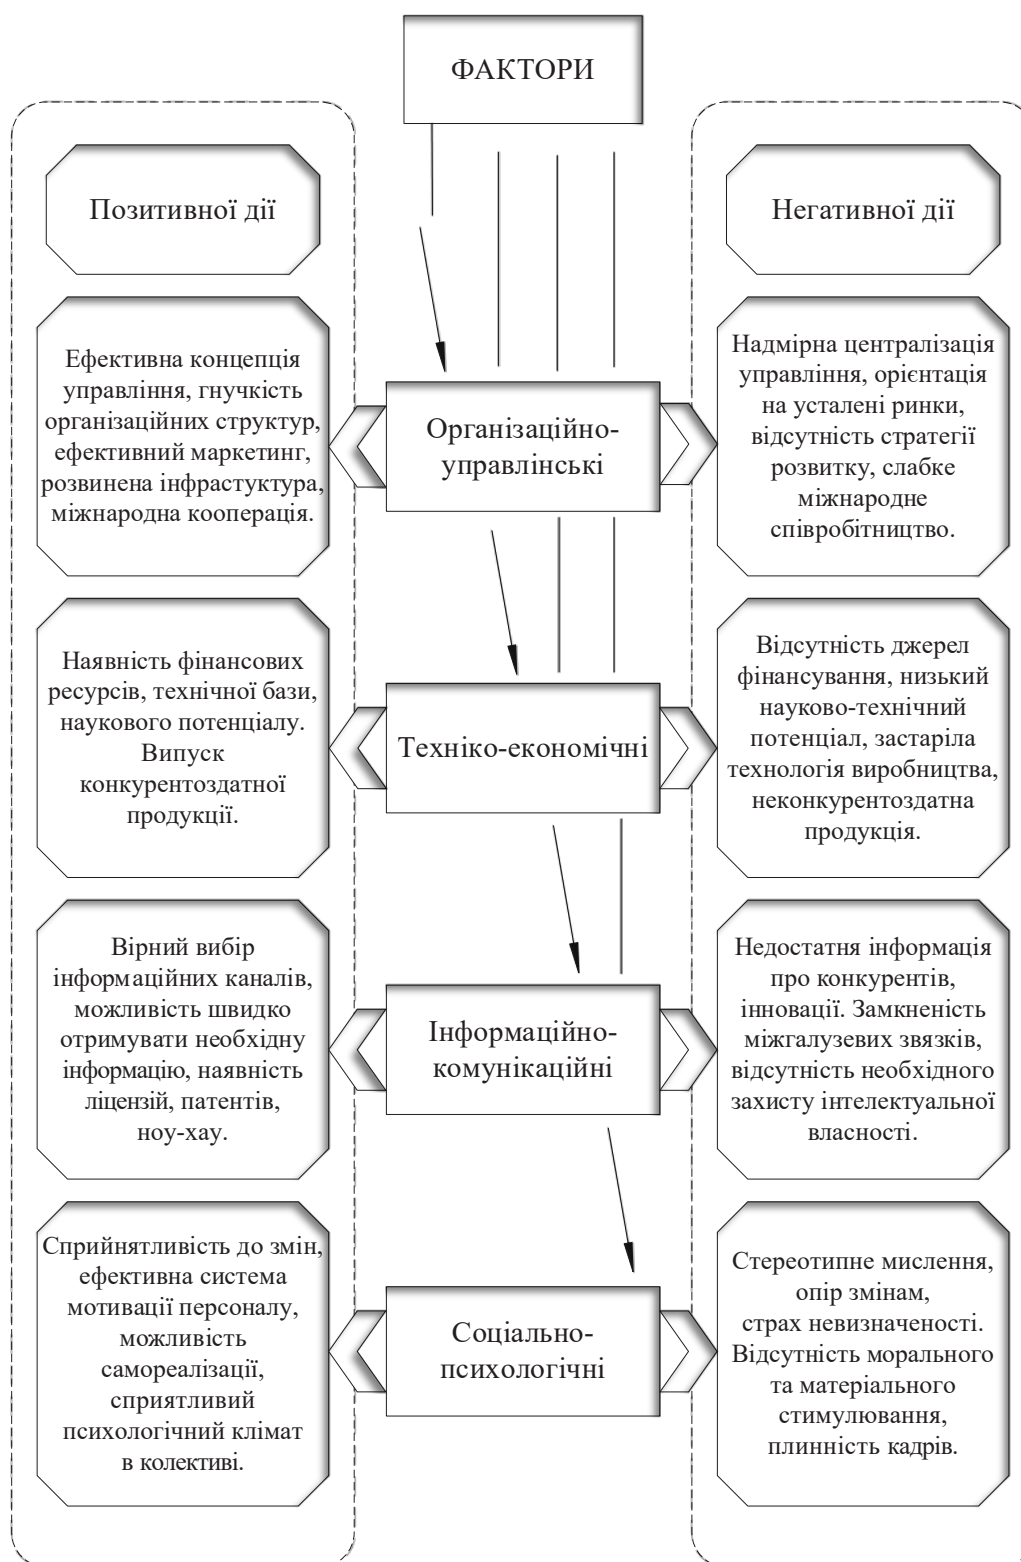 ФАКТОРИ
Позитивної дії
Негативної дії
Ефективна концепція
управління, гнучкість
організаційних структур,
ефективний маркетинг,
розвинена інфрастуктура,
міжнародна кооперація.
Організаційно-
управлінські
Надмірна централізація
управління, орієнтація
на усталені ринки,
відсутність стратегії
розвитку, слабке
міжнародне
співробітництво.
Наявність фінансових
ресурсів, технічної бази,
наукового потенціалу.
Випуск
конкурентоздатної
продукції.
Техніко-економічні
Відсутність джерел
фінансування, низький
науково-технічний
потенціал, застаріла
технологія виробництва,
неконкурентоздатна
продукція.
Вірний вибір
інформаційних каналів,
можливість швидко
отримувати необхідну
інформацію, наявність
ліцензій, патентів,
ноу-хау.
Інформаційно-
комунікаційні
Недостатня інформація
про конкурентів,
інновації. Замкненість
міжгалузевих звязків,
відсутність необхідного
захисту інтелектуальної
власності.
Сприйнятливість до змін,
ефективна система
мотивації персоналу,
можливість
самореалізації,
сприятливий
психологічний клімат
в колективі.
Соціально-
психологічні
Стереотипне мислення,
опір змінам,
страх невизначеності.
Відсутність морального
та матеріального
стимулювання,
плинність кадрів.